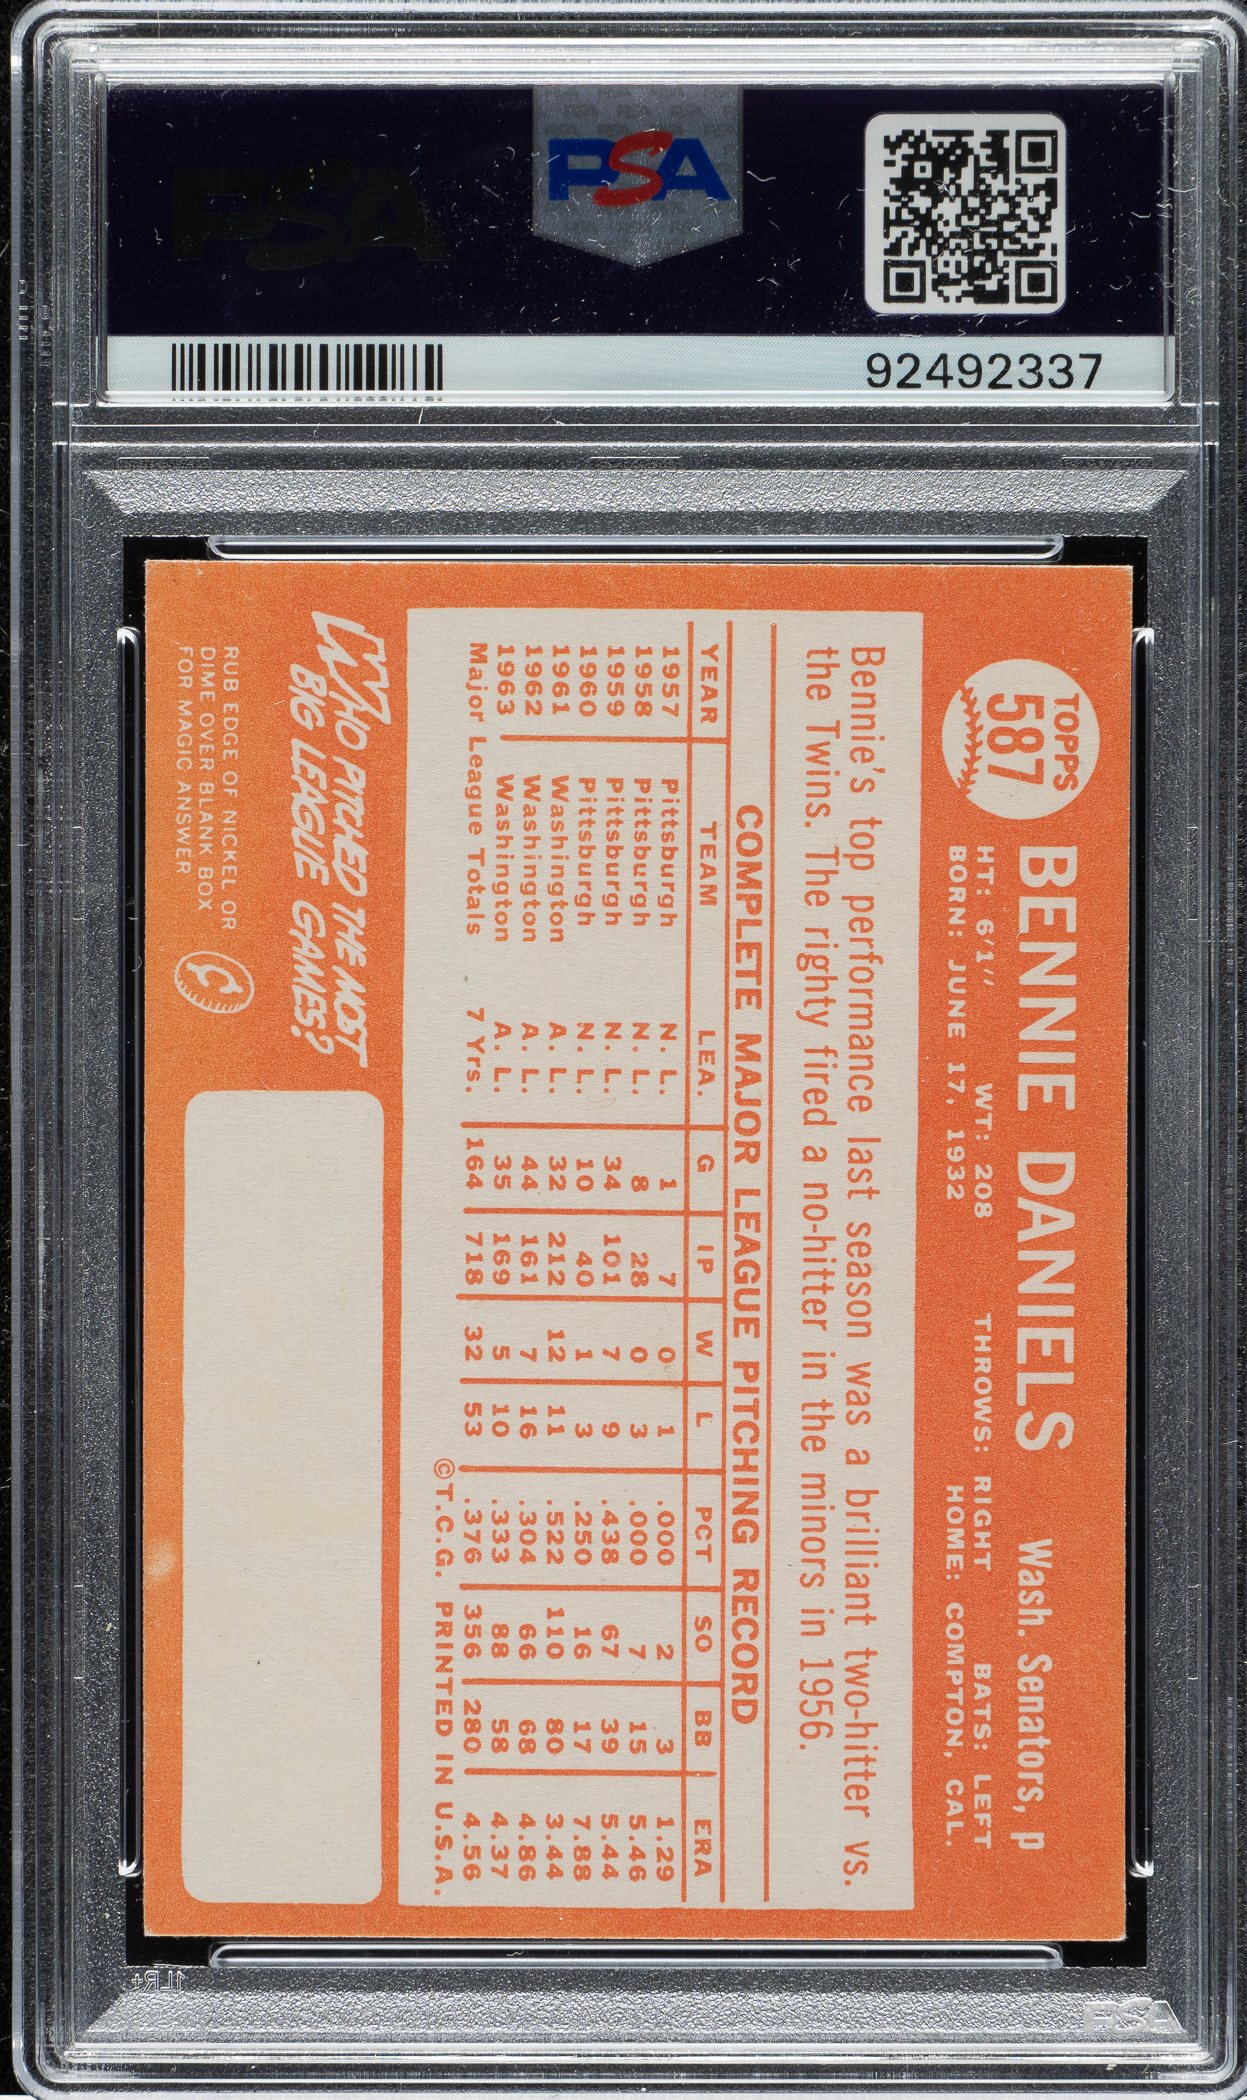 PSA
PSA
92492337
TOPPS
587
BENNIE DANIELS Wash. Senators, p
HT: 6'1" WT: 208 THROWS: RIGHT BATS: LEFT
BORN: JUNE 17, 1932 HOME: COMPTON, CAL.
Bennie's top performance last season was a brilliant two-hitter vs.
the Twins. The righty fired a no-hitter in the minors in 1956.
COMPLETE MAJOR LEAGUE PITCHING RECORD
YEAR TEAM LEA. G IP W L PCT SO BB ERA
1957 Pittsburgh N. L. 1 7 0 1 .000 2 3 1.29
1958 Pittsburgh N. L. 8 28 0 3 .000 7 15 5.46
1959 Pittsburgh N. L. 34 101 7 9 .438 67 39 5.44
1960 Pittsburgh N. L. 10 40 1 3 .250 16 17 7.88
1961 Washington A. L. 32 212 12 11 .522 110 80 3.44
1962 Washington A. L. 44 161 7 16 .304 66 68 4.86
1963 Washington A. L. 35 169 5 10 .333 88 58 4.37
Major League Totals 7 Yrs. 164 718 32 53 .376 356 280 4.56
©T.C.G. PRINTED IN U.S.A.
WHO PITCHED THE MOST
BIG LEAGUE GAMES?
RUB EDGE OF NICKEL OR
DIME OVER BLANK BOX
FOR MAGIC ANSWER
C
1LR+
PSA